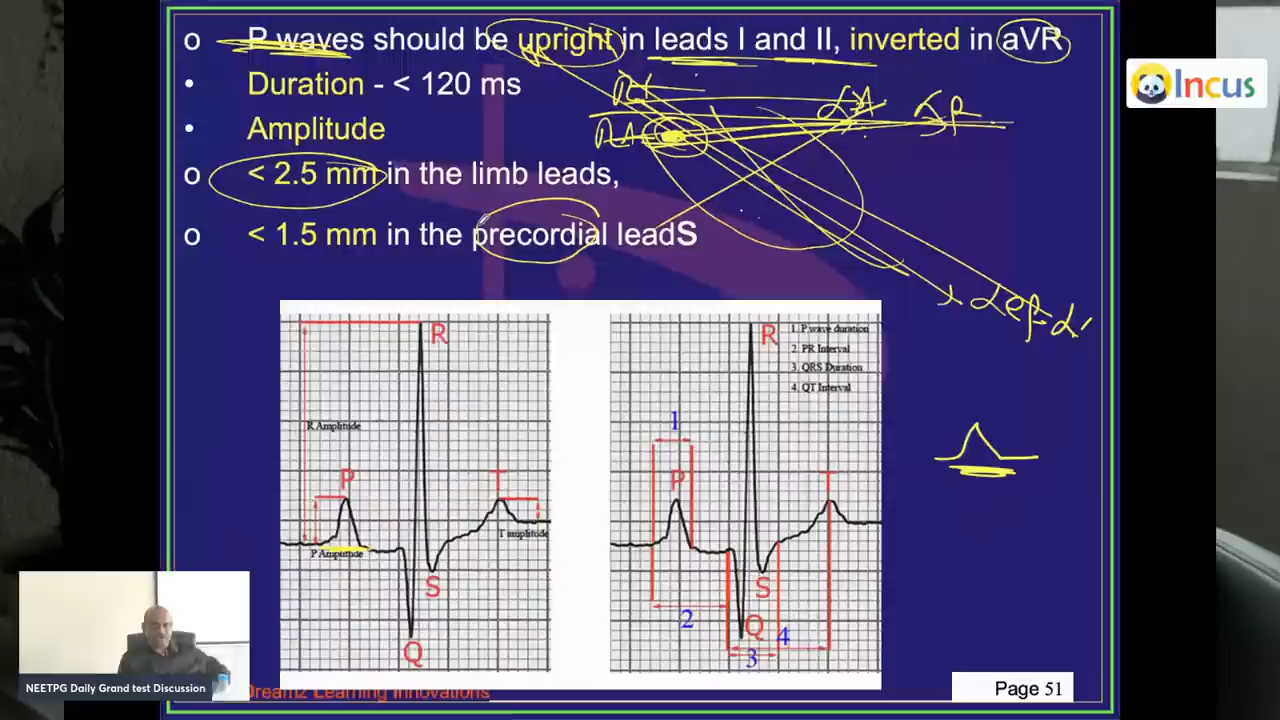 o P waves should be upright in leads I and II, inverted in aVR
• Duration - < 120 ms
• Amplitude
o < 2.5 mm in the limb leads,
o < 1.5 mm in the precordial leadS
Incus
RA
LA
R
R Amplitude
P
T
P Amplitude
T amplitude
S
Q
R
1. P wave duration
2. PR Interval
3. QRS Duration
4. QT Interval
1
P
T
S
2
Q
4
3
NEETPG Daily Grand test Discussion
Dreamz Learning Innovations
Page 51